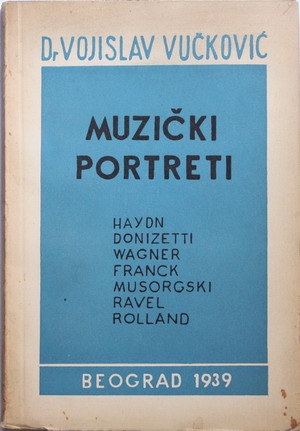 Dr VOJISLAV VUČKOVIĆ
MUZIČKI
PORTRETI
HAYDN
DONIZETTI
WAGNER
FRANCK
MUSORGSKI
RAVEL
ROLLAND
BEOGRAD 1939